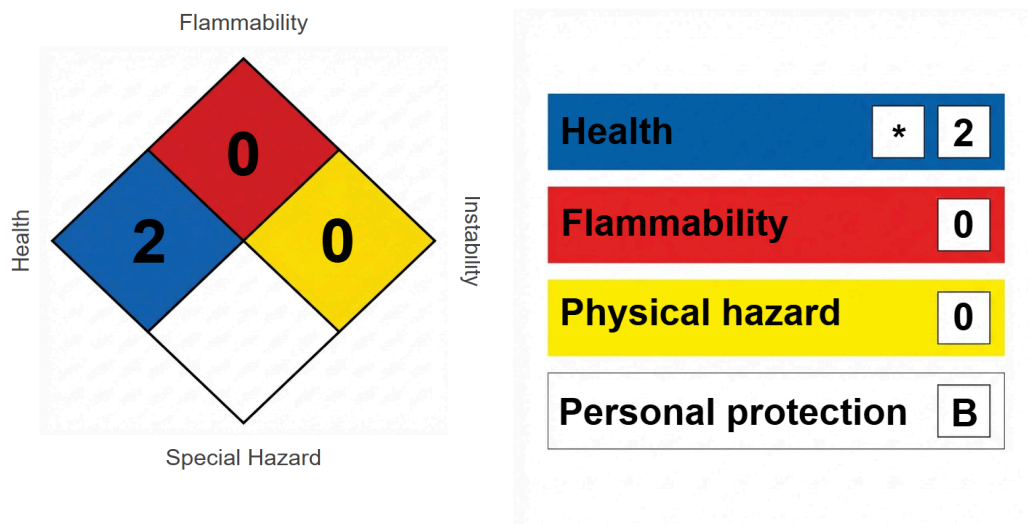 Flammability
0
Health
2
0
Instability
Special Hazard
Health * 2
Flammability 0
Physical hazard 0
Personal protection B